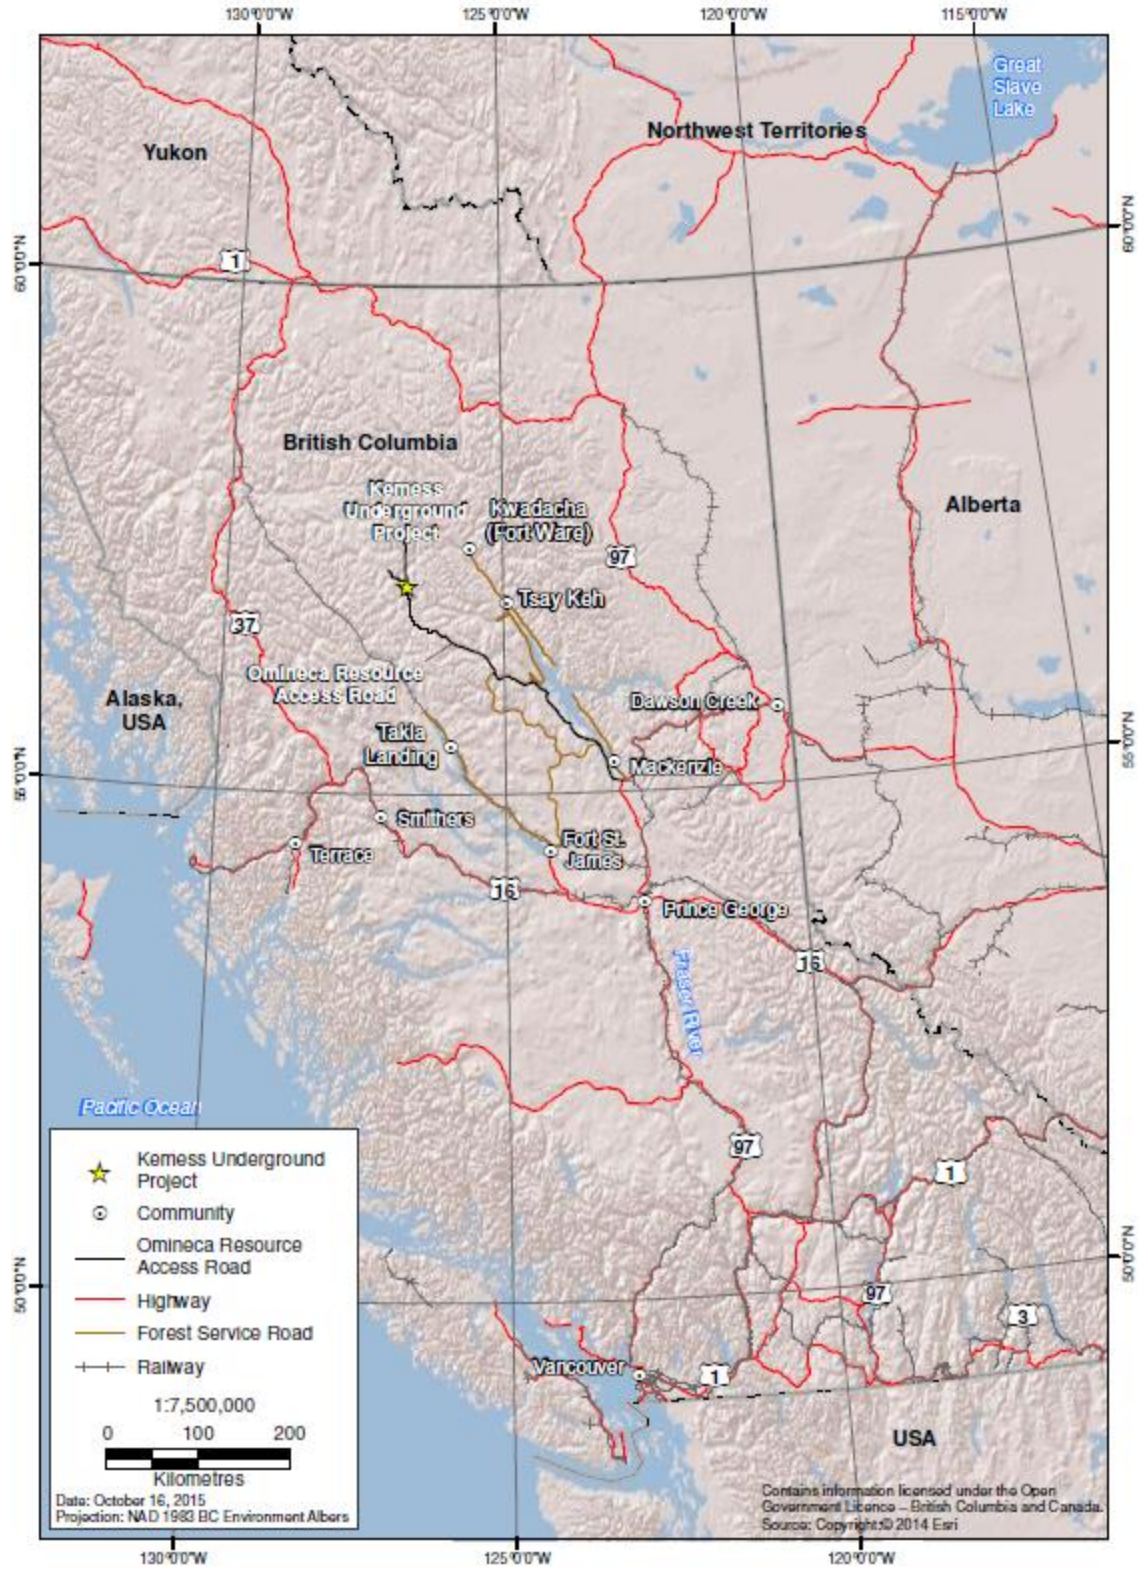 130°0'0"W 125°0'0"W 120°0'0"W 115°0'0"W
Great
Slave
Lake
Northwest Territories
Yukon
60°0'0"N
60°0'0"N
1
British Columbia
Kemess
Underground
Project
Kwadacha
(Fort Ware)
Alberta
97
Tsay Keh
37
Omineca Resource
Access Road
Alaska,
USA
Dawson Creek
Takla
Landing
55°0'0"N
55°0'0"N
Mackenzie
Smithers
Fort St.
James
Terrace
16
Prince George
16
Fraser River
Pacific Ocean
97
1
Kemess Underground
Project
Community
Omineca Resource
Access Road
Highway
Forest Service Road
Railway
1:7,500,000
0 100 200
Kilometres
Date: October 16, 2015
Projection: NAD 1983 BC Environment Albers
50°0'0"N
50°0'0"N
97
3
Vancouver
1
USA
Contains information licensed under the Open
Government Licence – British Columbia and Canada.
Source: Copyright:© 2014 Esri
130°0'0"W 125°0'0"W 120°0'0"W